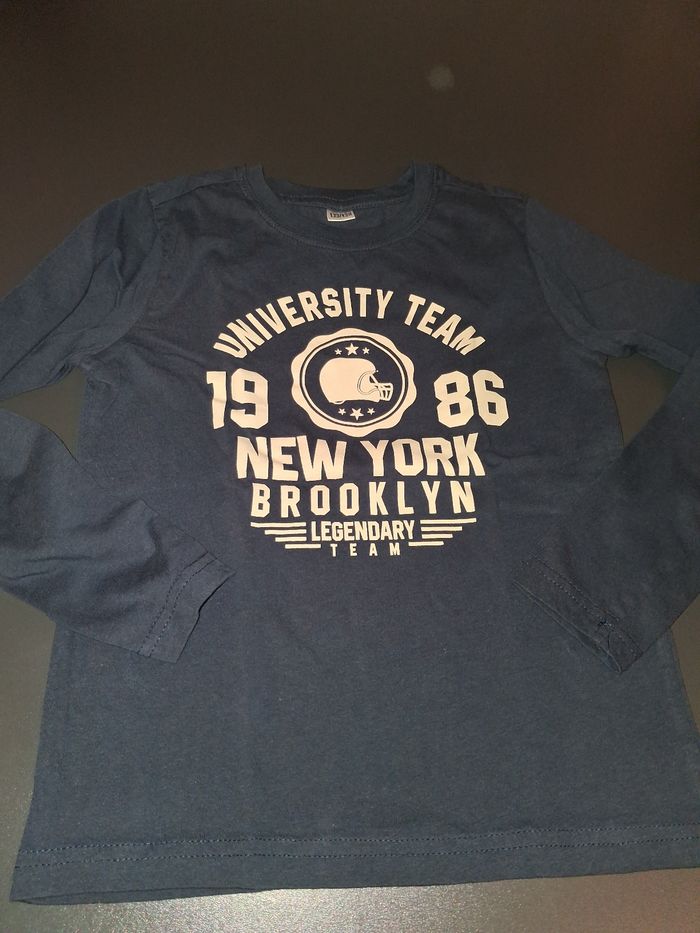 UNIVERSITY TEAM
19 86
NEW YORK
BROOKLYN
LEGENDARY
TEAM